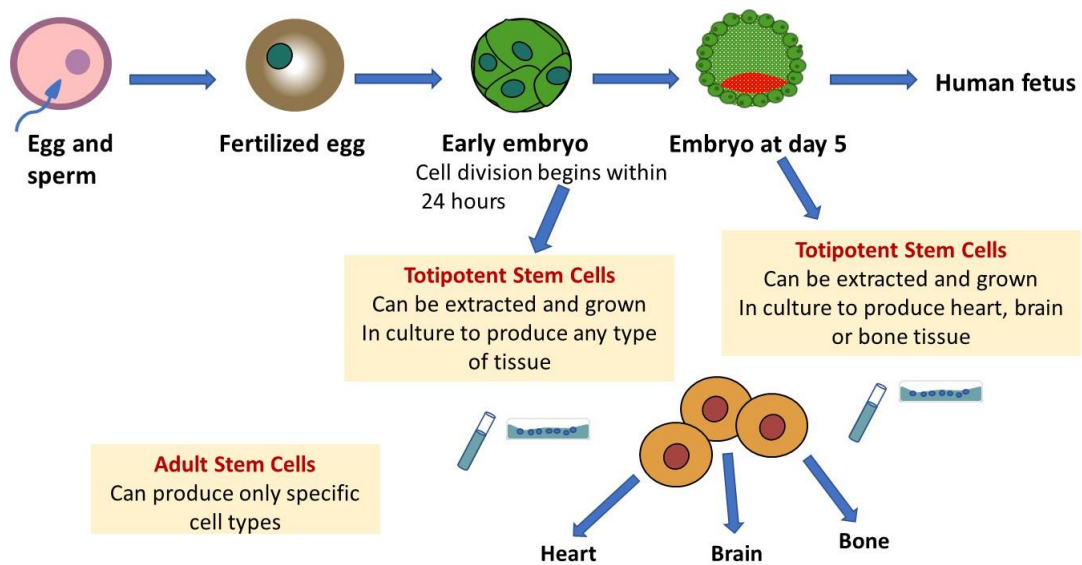 Human fetus
Egg and
sperm
Fertilized egg
Early embryo
Cell division begins within
24 hours
Embryo at day 5
Totipotent Stem Cells
Can be extracted and grown
In culture to produce any type
of tissue
Totipotent Stem Cells
Can be extracted and grown
In culture to produce heart, brain
or bone tissue
Adult Stem Cells
Can produce only specific
cell types
Heart
Brain
Bone